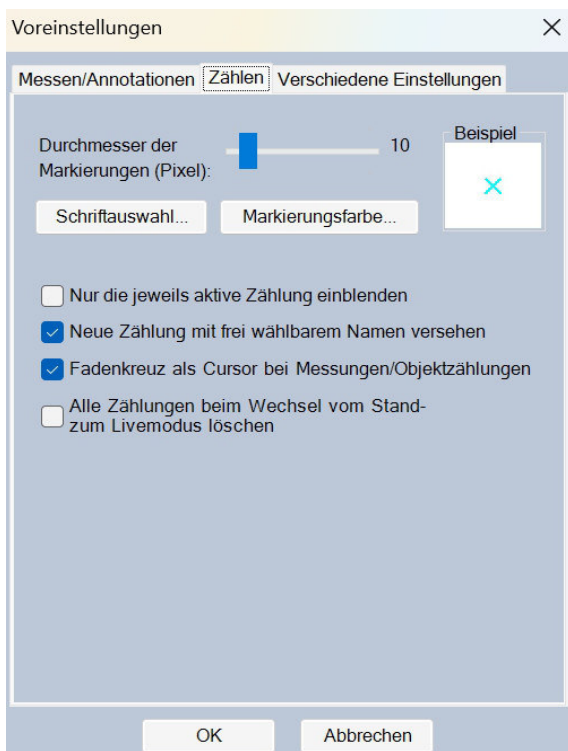 Voreinstellungen
Messen/Annotationen Zählen Verschiedene Einstellungen
Durchmesser der
Markierungen (Pixel):
10
Beispiel
Schriftauswahl...
Markierungsfarbe...
Nur die jeweils aktive Zählung einblenden
Neue Zählung mit frei wählbarem Namen versehen
Fadenkreuz als Cursor bei Messungen/Objektzählungen
Alle Zählungen beim Wechsel vom Stand-
zum Livemodus löschen
OK
Abbrechen